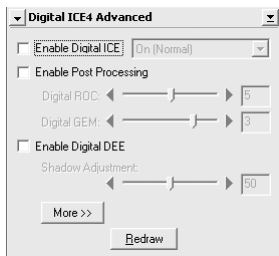 Digital ICE4 Advanced
Enable Digital ICE On (Normal)
Enable Post Processing
Digital ROC: 5
Digital GEM: 3
Enable Digital DEE
Shadow Adjustment:
50
More >>
Redraw